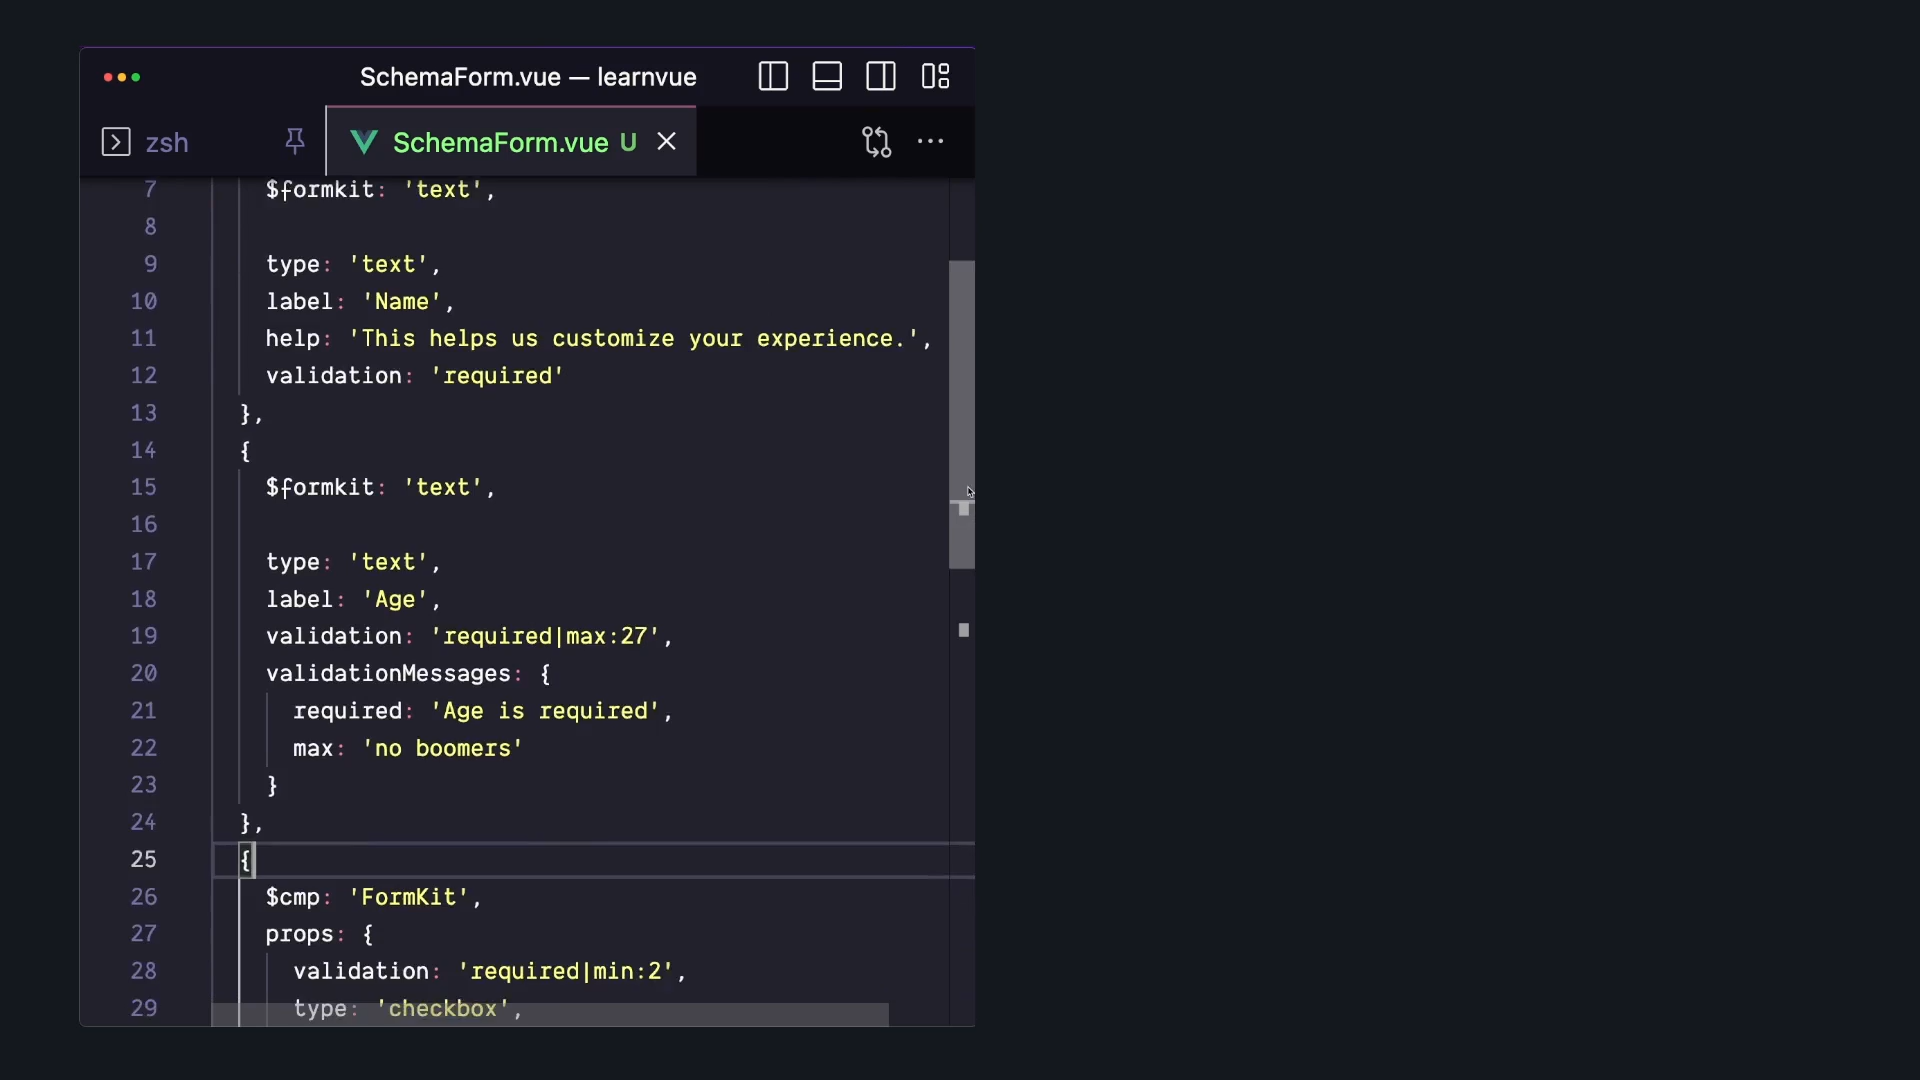 SchemaForm.vue — learnvue
zsh
SchemaForm.vue U
7 $formkit: 'text',
8
9 type: 'text',
10 label: 'Name',
11 help: 'This helps us customize your experience.',
12 validation: 'required'
13 },
14 {
15 $formkit: 'text',
16
17 type: 'text',
18 label: 'Age',
19 validation: 'required|max:27',
20 validationMessages: {
21 required: 'Age is required',
22 max: 'no boomers'
23 }
24 },
25 {
26 $cmp: 'FormKit',
27 props: {
28 validation: 'required|min:2',
29 type: 'checkbox',